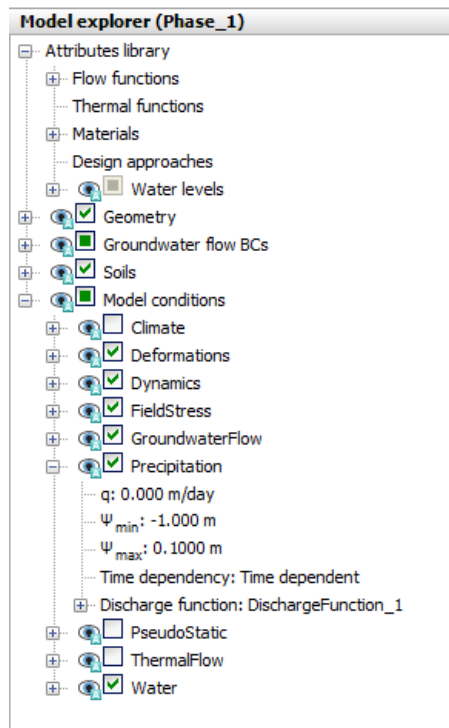 Model explorer (Phase_1)
Attributes library
Flow functions
Thermal functions
Materials
Design approaches
Water levels
Geometry
Groundwater flow BCs
Soils
Model conditions
Climate
Deformations
Dynamics
FieldStress
GroundwaterFlow
Precipitation
q: 0.000 m/day
Ψmin: -1.000 m
Ψmax: 0.1000 m
Time dependency: Time dependent
Discharge function: DischargeFunction_1
PseudoStatic
ThermalFlow
Water